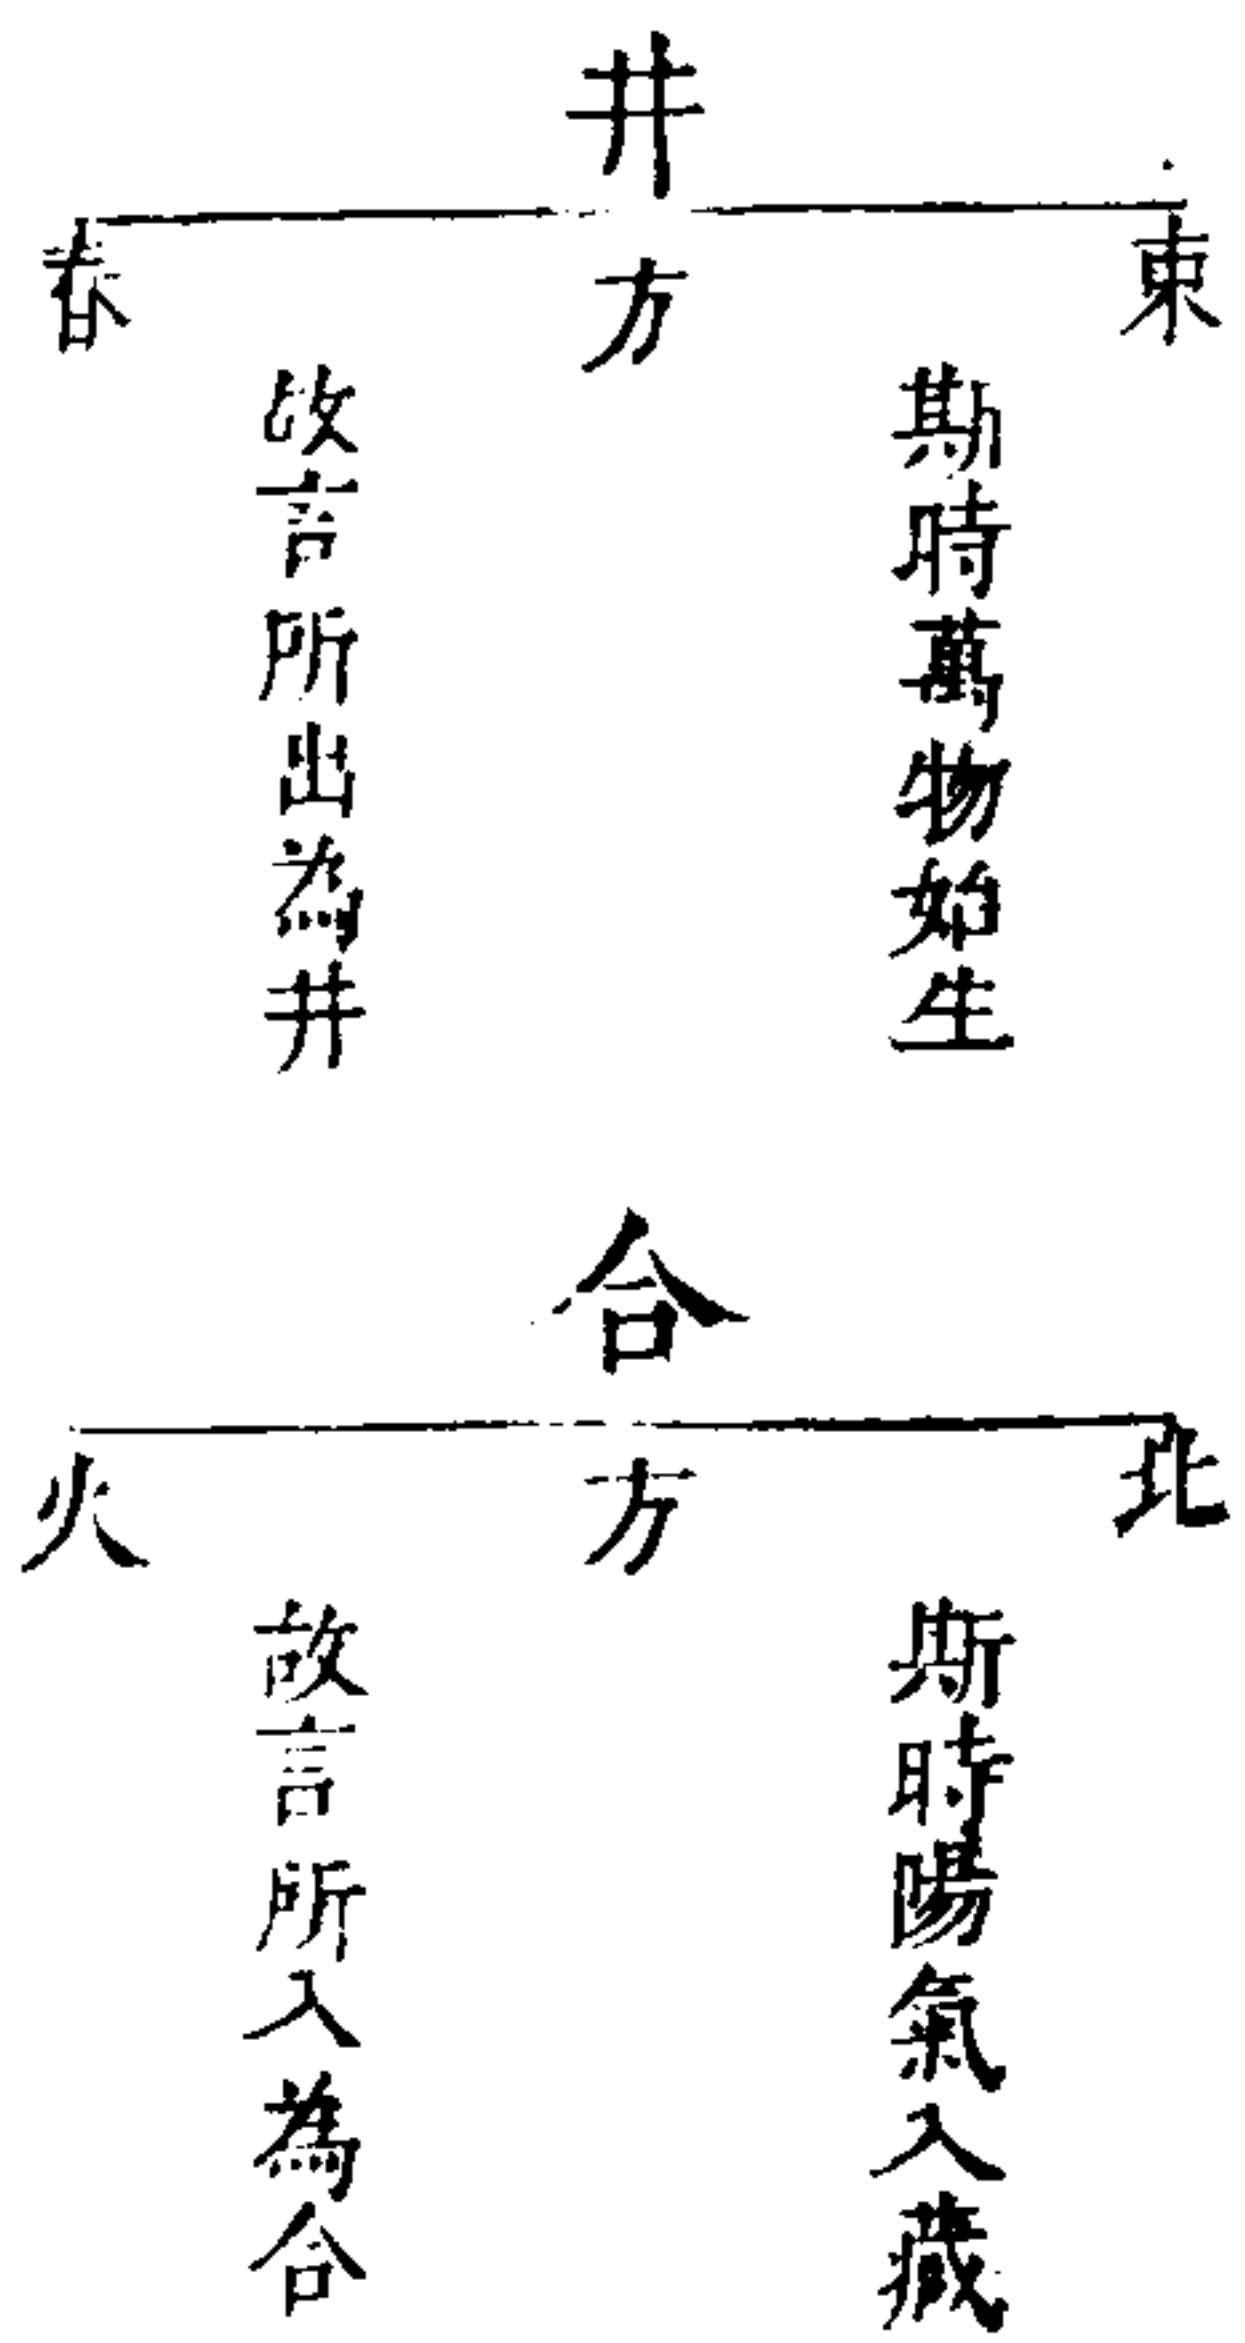 井
東方春
斯時萬物始生
故言所出為井
合
北方火
斯時陽氣入藏
故言所入為合